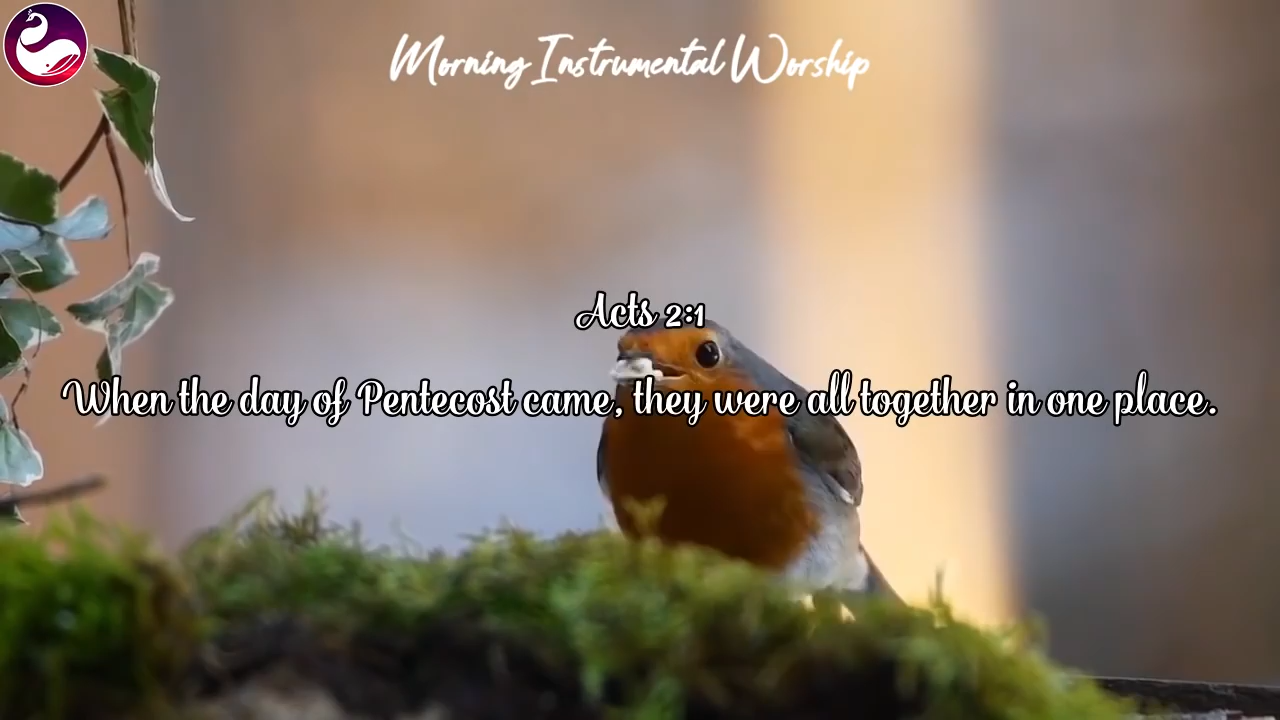 Morning Instrumental Worship
Acts 2:1
When the day of Pentecost came, they were all together in one place.